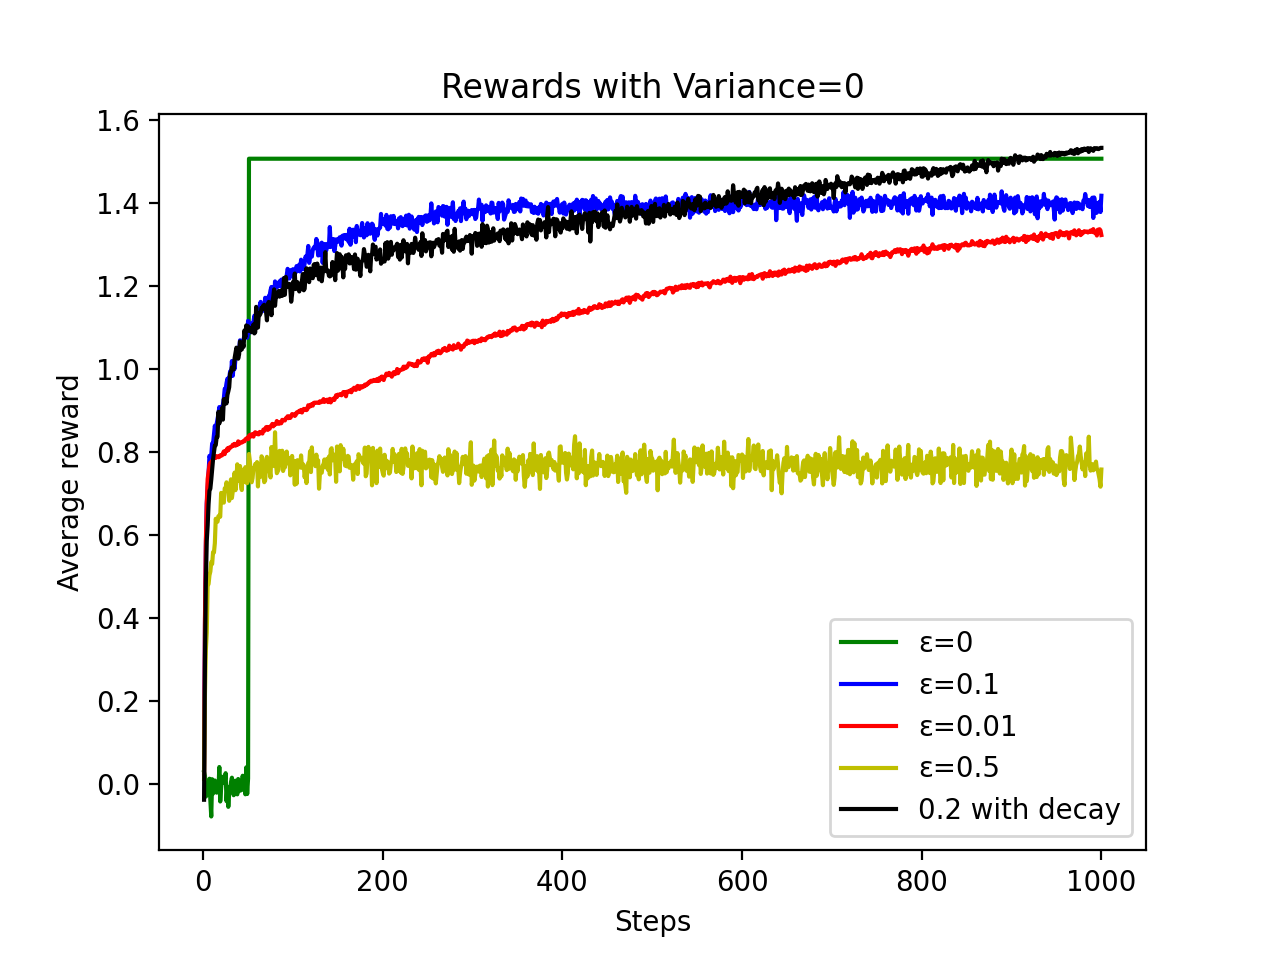 Rewards with Variance=0
1.6
1.4
1.2
1.0
0.8
0.6
0.4
0.2
0.0
Average reward
0 200 400 600 800 1000
Steps
ε=0
ε=0.1
ε=0.01
ε=0.5
0.2 with decay